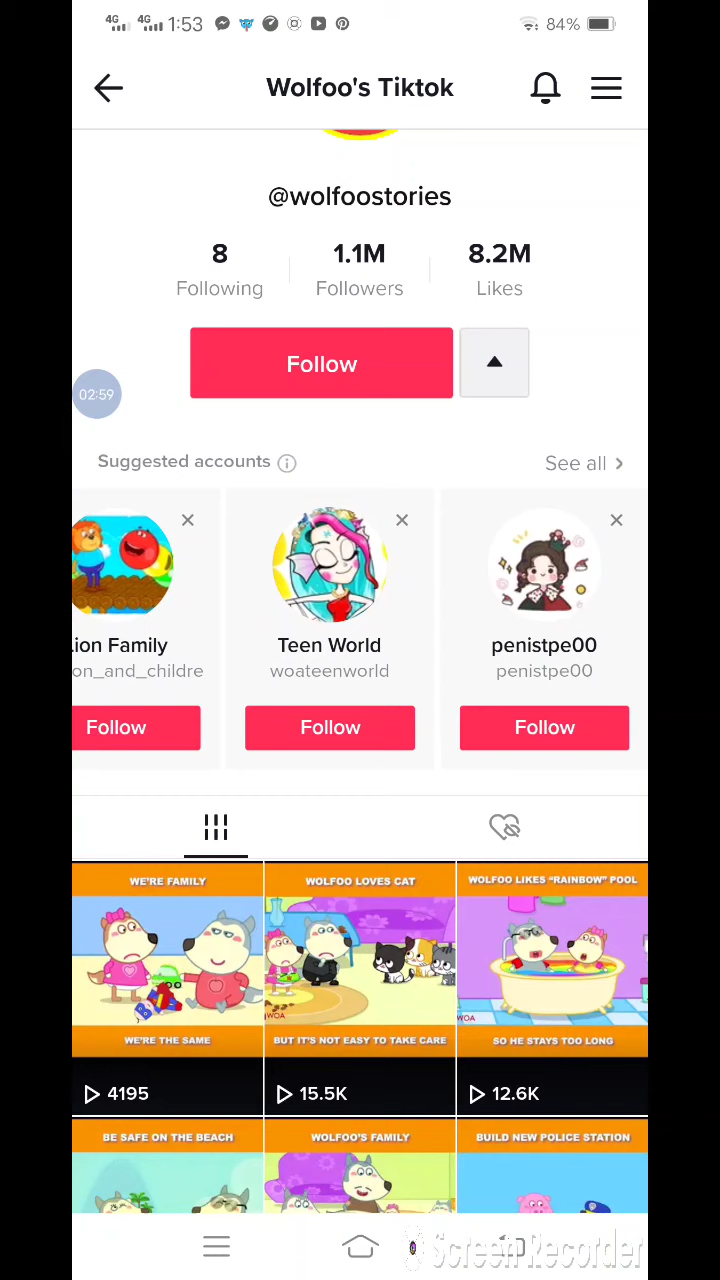 4G 4G 1:53 84%
Wolfoo's Tiktok
@wolfoostories
8 1.1M 8.2M
Following Followers Likes
Follow
02:59
Suggested accounts See all
ion Family Teen World penistpe00
on_and_childre woateenworld penistpe00
Follow Follow Follow
WE'RE FAMILY WOLFOO LOVES CAT WOLFOO LIKES “RAINBOW” POOL
WOA WOA
WE'RE THE SAME BUT IT'S NOT EASY TO TAKE CARE SO HE STAYS TOO LONG
4195 15.5K 12.6K
BE SAFE ON THE BEACH WOLFOO'S FAMILY BUILD NEW POLICE STATION
Screen Recorder